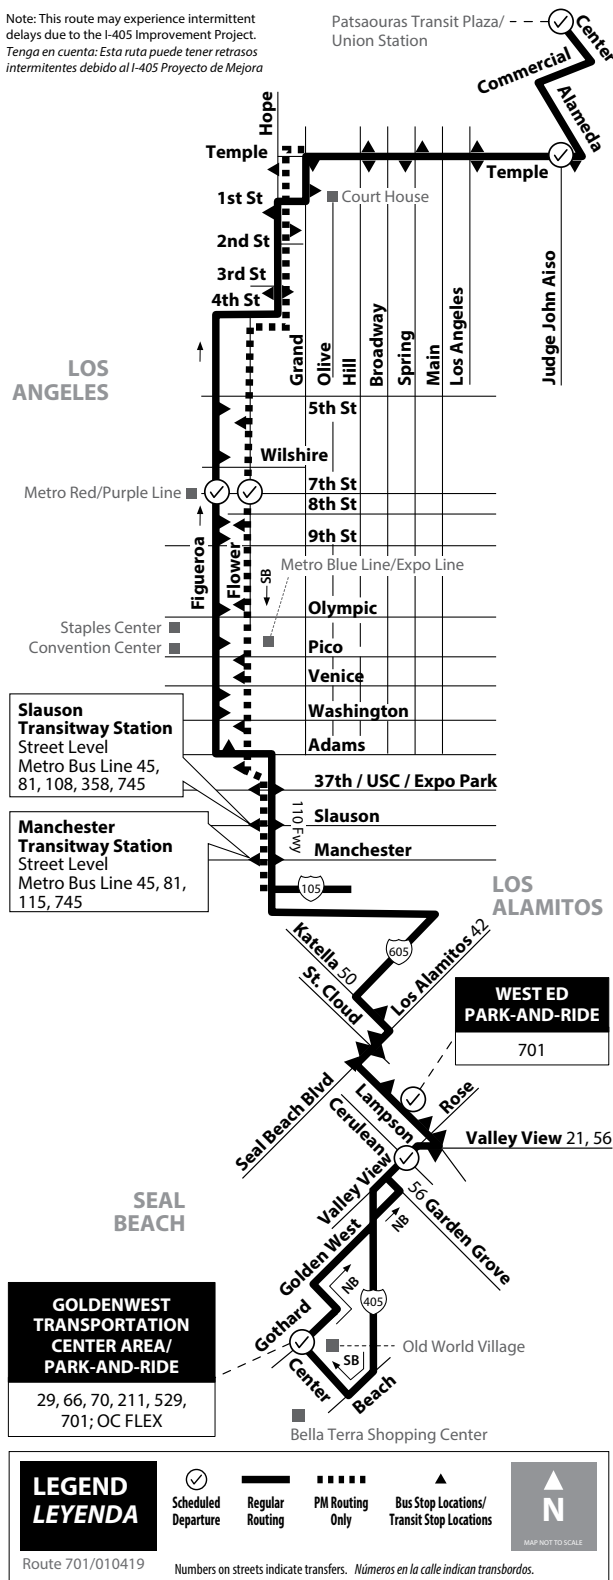 Note: This route may experience intermittent
delays due to the I-405 Improvement Project.
Tenga en cuenta: Esta ruta puede tener retrasos
intermitentes debido al I-405 Proyecto de Mejora
Patsaouras Transit Plaza/
Union Station
Center
Commercial
Alameda
Hope
Temple
Temple
1st St
Court House
2nd St
3rd St
4th St
Grand
Olive
Hill
Broadway
Spring
Main
Los Angeles
Judge John Aiso
LOS
ANGELES
5th St
Wilshire
Metro Red/Purple Line
7th St
8th St
9th St
Figueroa
Flower
SB
Metro Blue Line/Expo Line
Olympic
Staples Center
Convention Center
Pico
Venice
Washington
Adams
Slauson
Transitway Station
Street Level
Metro Bus Line 45,
81, 108, 358, 745
37th / USC / Expo Park
110 Fwy
Slauson
Manchester
Manchester
Transitway Station
Street Level
Metro Bus Line 45, 81,
115, 745
105
LOS
ALAMITOS
605
Katella 50
Los Alamitos 42
St. Cloud
WEST ED
PARK-AND-RIDE
701
Seal Beach Blvd
Lampson
Rose
Cerulean
Valley View 21, 56
Valley View
56 Garden Grove
SEAL
BEACH
NB
Golden West
NB
405
Gothard
GOLDENWEST
TRANSPORTATION
CENTER AREA/
PARK-AND-RIDE
29, 66, 70, 211, 529,
701; OC FLEX
Old World Village
SB
Center
Beach
Bella Terra Shopping Center
LEGEND
LEYENDA
Scheduled
Departure
Regular
Routing
PM Routing
Only
Bus Stop Locations/
Transit Stop Locations
N
MAP NOT TO SCALE
Route 701/010419
Numbers on streets indicate transfers. Números en la calle indican transbordos.